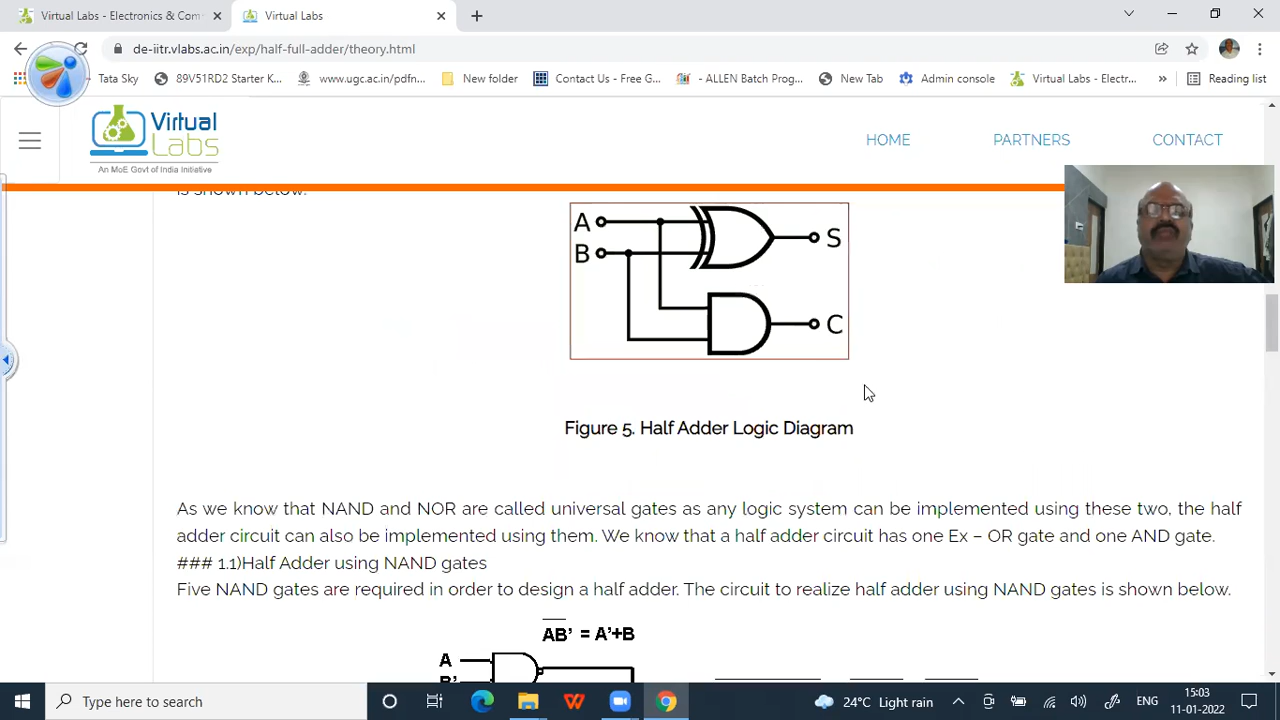 Virtual Labs - Electronics & Com
Virtual Labs
de-iitr.vlabs.ac.in/exp/half-full-adder/theory.html
Tata Sky
89V51RD2 Starter K...
www.ugc.ac.in/pdfn...
New folder
Contact Us - Free G...
- ALLEN Batch Prog...
New Tab
Admin console
Virtual Labs - Electr...
»
Reading list
Virtual
Labs
An MoE Govt of India Initiative
HOME
PARTNERS
CONTACT
is shown below.
A
S
B
C
Figure 5. Half Adder Logic Diagram
As we know that NAND and NOR are called universal gates as any logic system can be implemented using these two, the half
adder circuit can also be implemented using them. We know that a half adder circuit has one Ex – OR gate and one AND gate.
### 1.1)Half Adder using NAND gates
Five NAND gates are required in order to design a half adder. The circuit to realize half adder using NAND gates is shown below.
AB' = A'+B
A
B'
Type here to search
24°C Light rain
ENG
15:03
11-01-2022